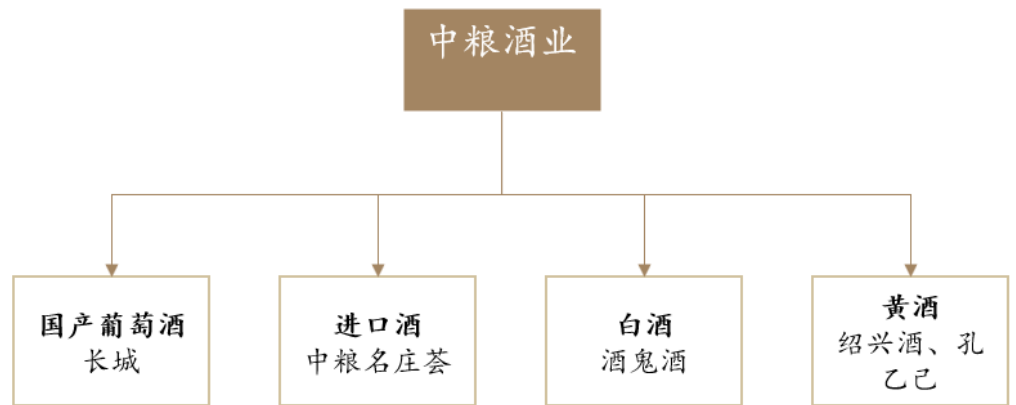 中粮酒业
国产葡萄酒
长城
进口酒
中粮名庄荟
白酒
酒鬼酒
黄酒
绍兴酒、孔
乙己